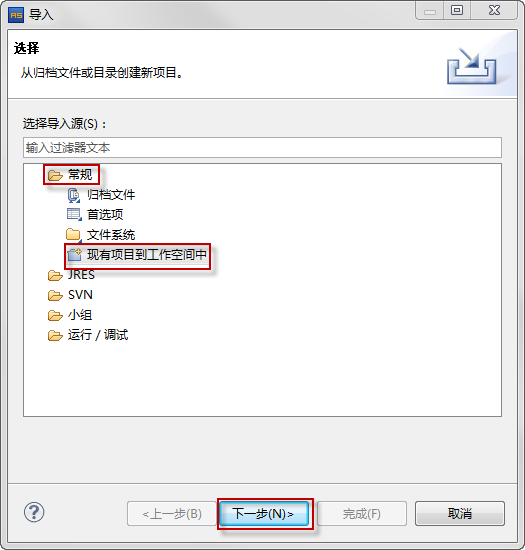 导入
选择
从归档文件或目录创建新项目。
选择导入源(S)：
输入过滤器文本
常规
归档文件
首选项
文件系统
现有项目到工作空间中
JRES
SVN
小组
运行 / 调试
<上一步(B)
下一步(N)>
完成(F)
取消